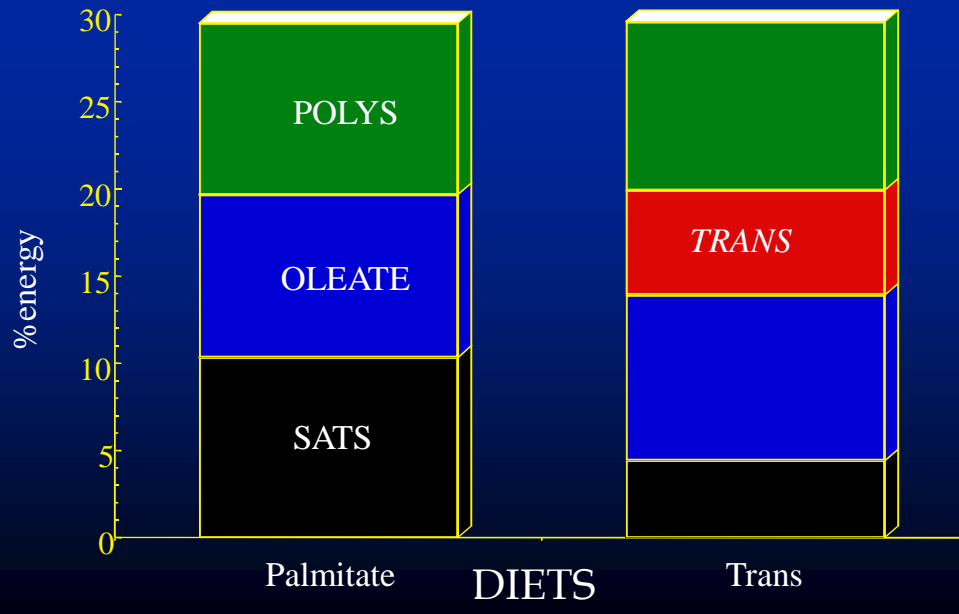 30
25
20
15
10
5
0
%energy
POLYS
OLEATE
SATS
TRANS
Palmitate
DIETS
Trans